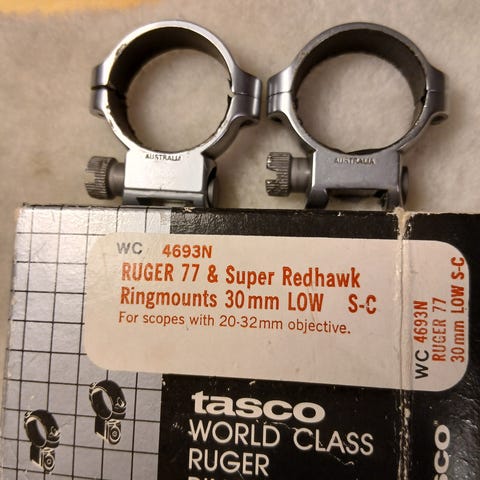 AUSTRALIA
AUSTRALIA
WC 4693N
RUGER 77 & Super Redhawk
Ringmounts 30mm LOW S-C
For scopes with 20-32mm objective.
WC 4693N
RUGER 77
30mm LOW S-C
tasco
WORLD CLASS
RUGER
sco